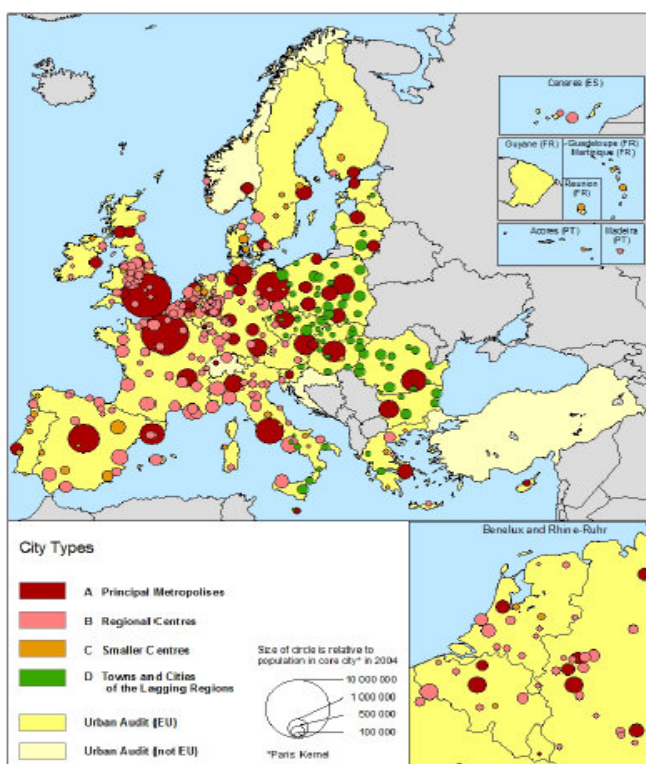 Canarias (ES)
Guyane (FR)
Guadeloupe (FR)
Martinique (FR)
Reunion (FR)
Acores (PT)
Madeira (PT)
Benelux and Rhine-Ruhr
City Types
A Principal Metropolises
B Regional Centres
C Smaller Centres
D Towns and Cities
of the Lagging Regions
Urban Audit (EU)
Urban Audit (not EU)
Size of circle is relative to
population in core city* in 2004
10 000 000
1 000 000
500 000
100 000
*Paris: Kernel